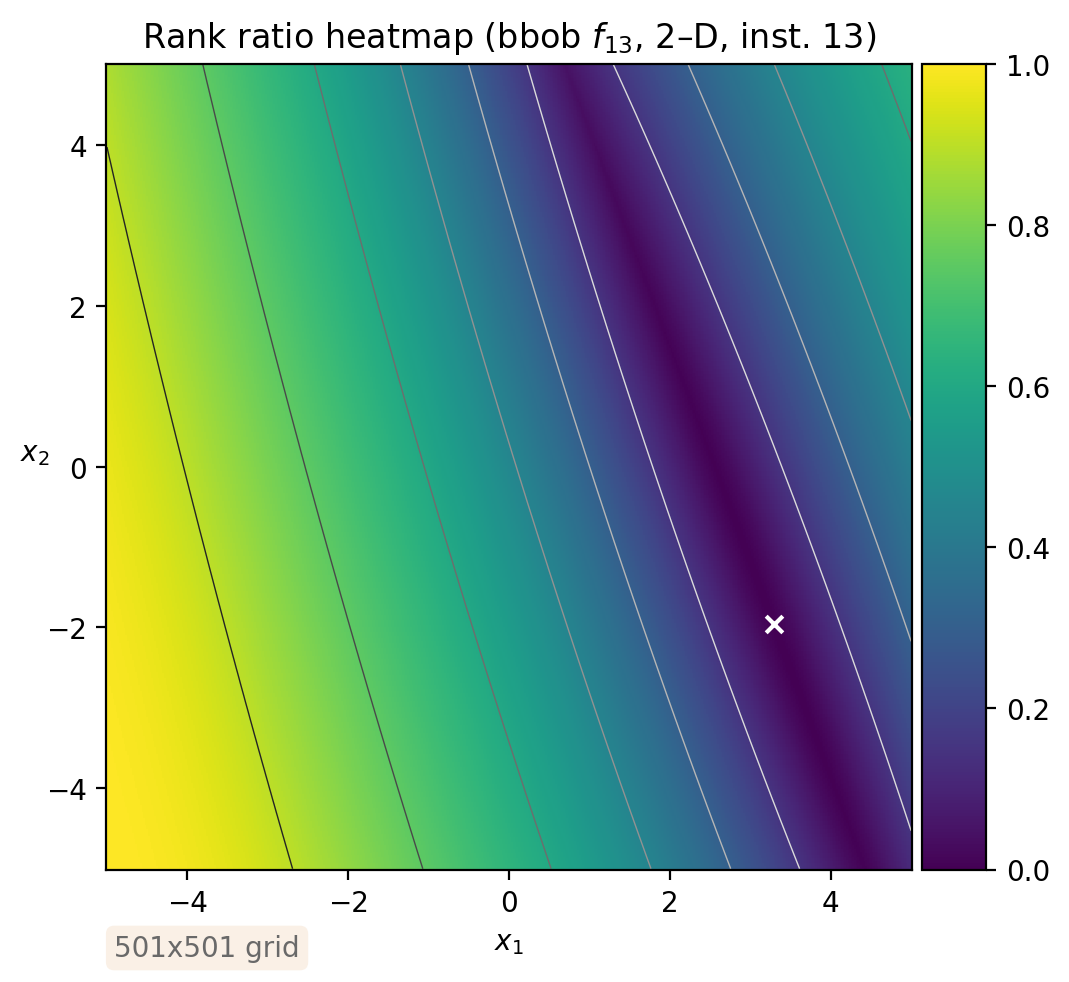 Rank ratio heatmap (bbob f₁₃, 2–D, inst. 13)
1.0
0.8
0.6
0.4
0.2
0.0
4
2
0
−2
−4
x₂
−4 −2 0 2 4
x₁
501x501 grid